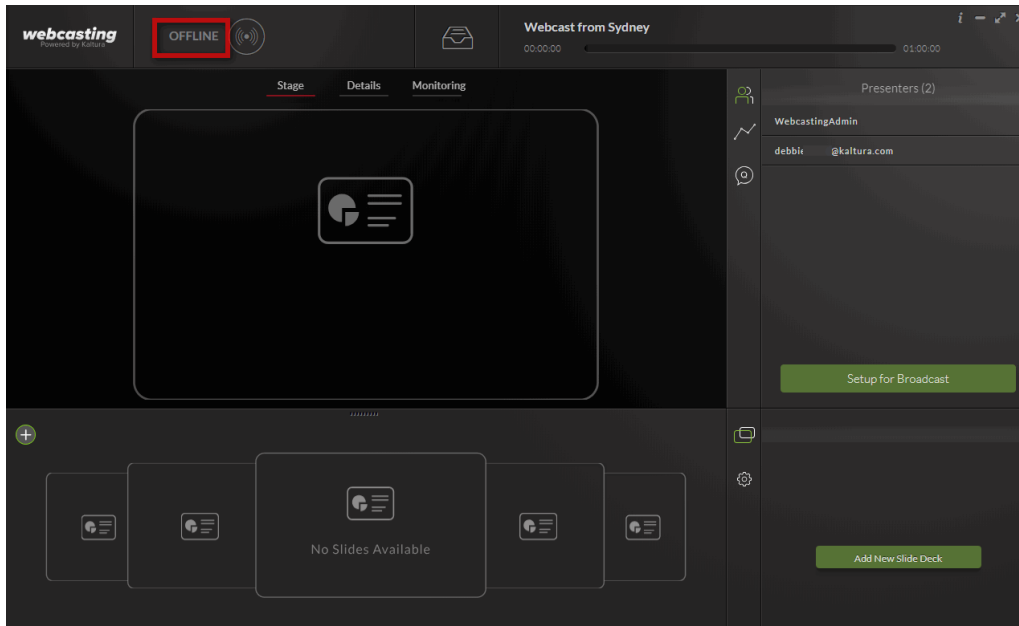 webcasting
Powered by Kaltura
OFFLINE
Webcast from Sydney
00:00:00
01:00:00
Stage Details Monitoring
Presenters (2)
WebcastingAdmin
debbie @kaltura.com
Setup for Broadcast
No Slides Available
Add New Slide Deck